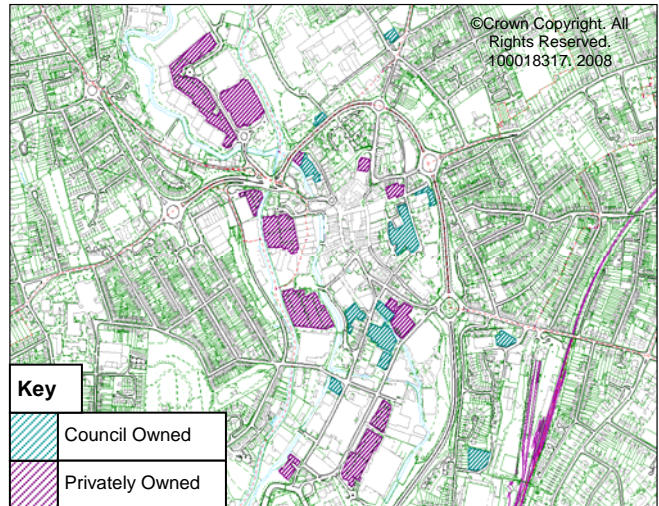 ©Crown Copyright. All
Rights Reserved.
100018317. 2008
Key
Council Owned
Privately Owned